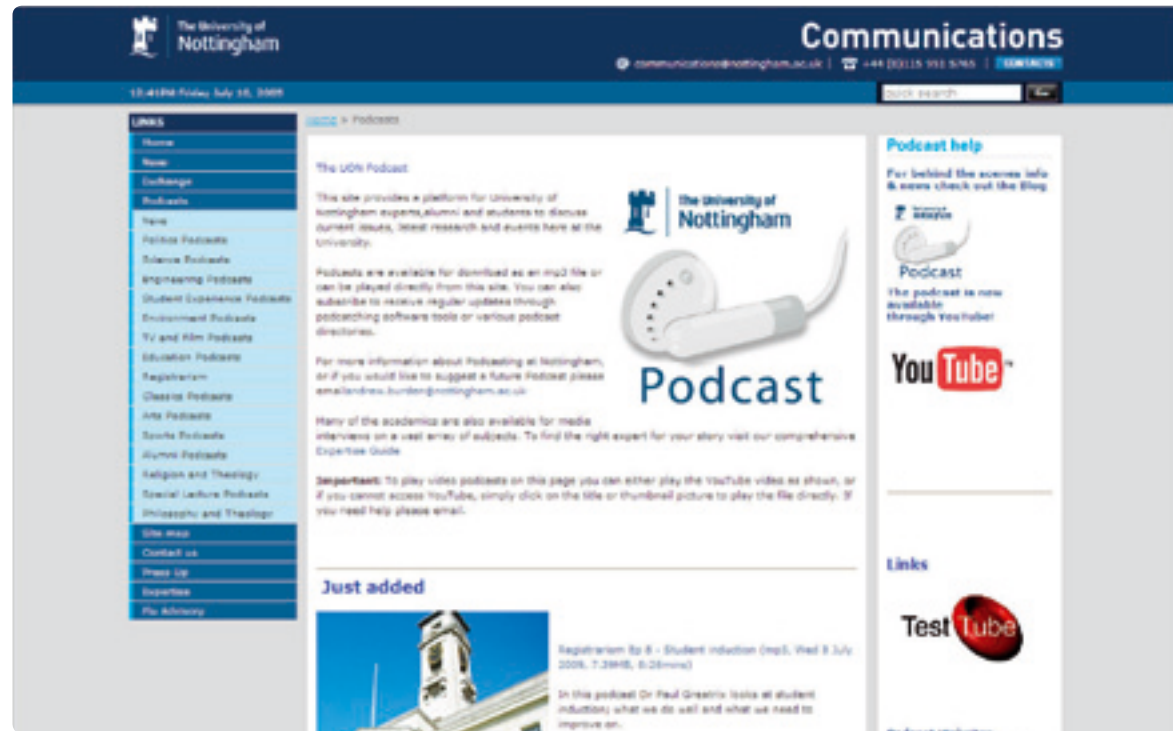 The University of
Nottingham
Communications
communications@nottingham.ac.uk |
CONTACTS
Friday July 10, 2009
quick search
Go
LINKS
Home
News
Exchange
Podcasts
News
Politics Podcasts
Science Podcasts
Engineering Podcasts
Student Experience Podcasts
Environment Podcasts
TV and Film Podcasts
Education Podcasts
Registrarism
Classics Podcasts
Arts Podcasts
Sports Podcasts
Alumni Podcasts
Religion and Theology
Special Lecture Podcasts
Philosophy and Theology
Site map
Contact us
Press Up
Expertise
Flu Advisory
Home > Podcasts
The UON Podcast
This site provides a platform for University of
Nottingham experts,alumni and students to discuss
current issues, latest research and events here at the
University.
Podcasts are available for download as an mp3 file or
can be played directly from this site. You can also
subscribe to receive regular updates through
podcatching software tools or various podcast
directories.
For more information about Podcasting at Nottingham,
or if you would like to suggest a future Podcast please
emailandrew.burden@nottingham.ac.uk
Many of the academics are also available for media
interviews on a vast array of subjects. To find the right expert for your story visit our comprehensive
Expertise Guide
Important: To play video podcasts on this page you can either play the YouTube video as shown, or
if you cannot access YouTube, simply click on the title or thumbnail picture to play the file directly. If
you need help please email.
The University of
Nottingham
Podcast
Just added
Registrarism Ep 8 - Student induction (mp3, Wed 8 July
2009, 7.39MB, 8:26mins)
In this podcast Dr Paul Greatrix looks at student
induction; what we do well and what we need to
improve on.
Podcast help
For behind the scenes info
& news check out the Blog
Podcast
The podcast is now
available
through YouTube!
YouTube
Links
Test Tube